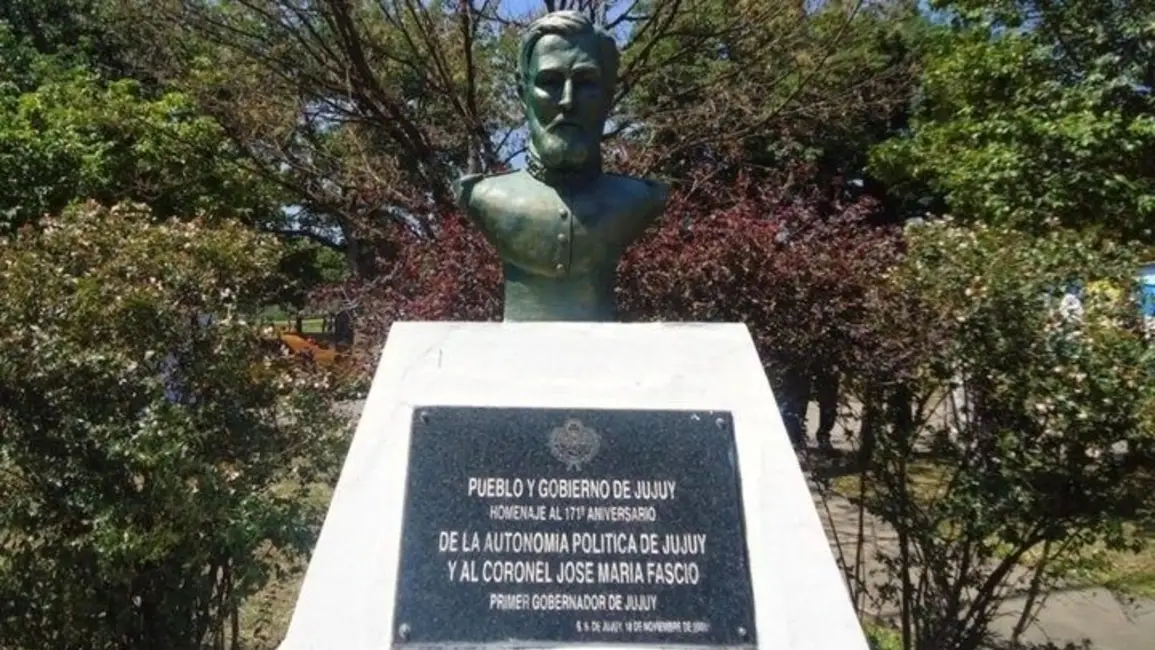 PUEBLO Y GOBIERNO DE JUJUY
HOMENAJE AL 171º ANIVERSARIO
DE LA AUTONOMIA POLITICA DE JUJUY
Y AL CORONEL JOSE MARIA FASCIO
PRIMER GOBERNADOR DE JUJUY
DE JUJUY, 18 DE NOVIEMBRE DE